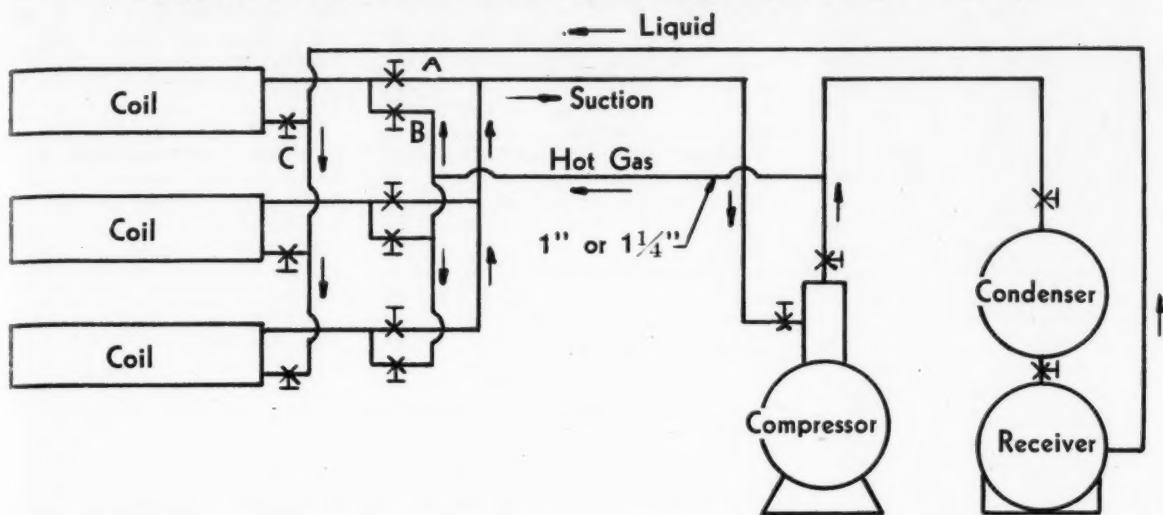 Liquid
A
Coil
Suction
B
C
Hot Gas
Coil
1" or 1¼"
Condenser
Coil
Compressor
Receiver